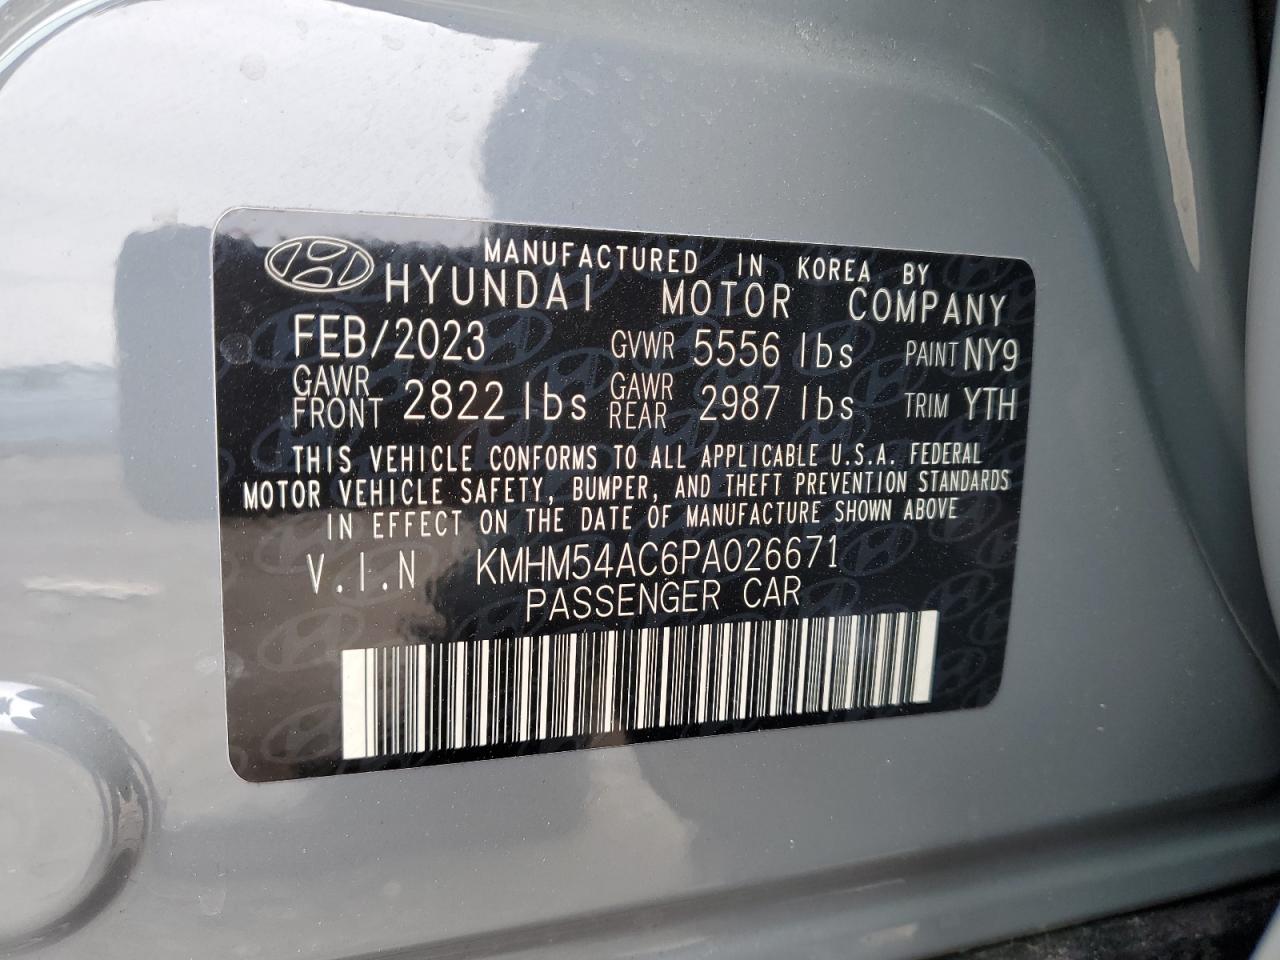 MANUFACTURED IN KOREA BY
HYUNDAI MOTOR COMPANY
FEB/2023 GVWR 5556 lbs PAINT NY9
GAWR FRONT 2822 lbs GAWR REAR 2987 lbs TRIM YTH
THIS VEHICLE CONFORMS TO ALL APPLICABLE U.S.A. FEDERAL
MOTOR VEHICLE SAFETY, BUMPER, AND THEFT PREVENTION STANDARDS
IN EFFECT ON THE DATE OF MANUFACTURE SHOWN ABOVE
V.I.N KMHM54AC6PA026671
PASSENGER CAR